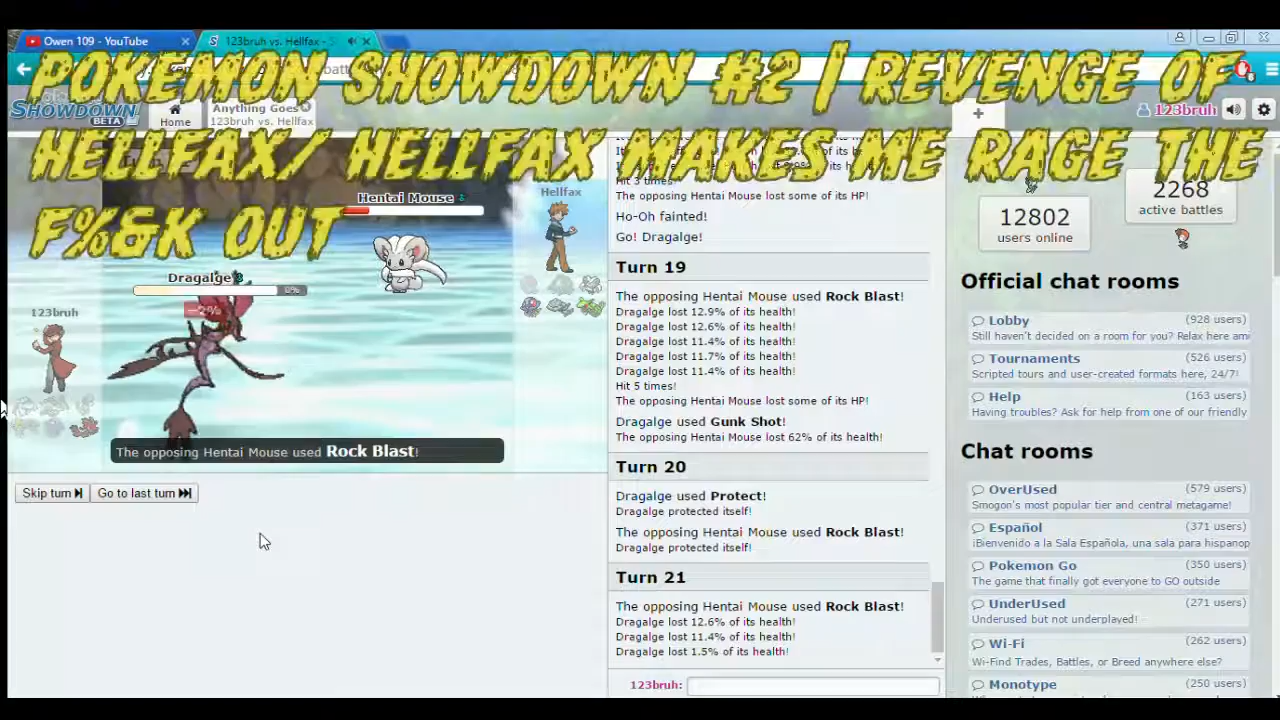 Owen 109 - YouTube
123bruh vs. Hellfax -
POKEMON SHOWDOWN #2 | REVENGE OF
HELLFAX/ HELLFAX MAKES ME RAGE THE
F%&K OUT
SHOWDOWN
BETA
Home
Anything Goes
123bruh vs. Hellfax
123bruh
Hentai Mouse
Hellfax
Dragalge
0%
−2%
123bruh
The opposing Hentai Mouse used Rock Blast!
Skip turn
Go to last turn
Hit 3 times!
The opposing Hentai Mouse lost some of its HP!
Ho-Oh fainted!
Go! Dragalge!
Turn 19
The opposing Hentai Mouse used Rock Blast!
Dragalge lost 12.9% of its health!
Dragalge lost 12.6% of its health!
Dragalge lost 11.4% of its health!
Dragalge lost 11.7% of its health!
Dragalge lost 11.4% of its health!
Hit 5 times!
The opposing Hentai Mouse lost some of its HP!
Dragalge used Gunk Shot!
The opposing Hentai Mouse lost 62% of its health!
Turn 20
Dragalge used Protect!
Dragalge protected itself!
The opposing Hentai Mouse used Rock Blast!
Dragalge protected itself!
Turn 21
The opposing Hentai Mouse used Rock Blast!
Dragalge lost 12.6% of its health!
Dragalge lost 11.4% of its health!
Dragalge lost 1.5% of its health!
123bruh:
12802
users online
2268
active battles
Official chat rooms
Lobby (928 users)
Still haven't decided on a room for you? Relax here am
Tournaments (526 users)
Scripted tours and user-created formats here, 24/7!
Help (163 users)
Having troubles? Ask for help from one of our friendly
Chat rooms
OverUsed (579 users)
Smogon's most popular tier and central metagame!
Español (371 users)
¡Bienvenido a la Sala Española, una sala para hispanop
Pokemon Go (350 users)
The game that finally got everyone to GO outside
UnderUsed (271 users)
Underused but not underplayed!
Wi-Fi (262 users)
Wi-Find Trades, Battles, or Breed anywhere else?
Monotype (250 users)